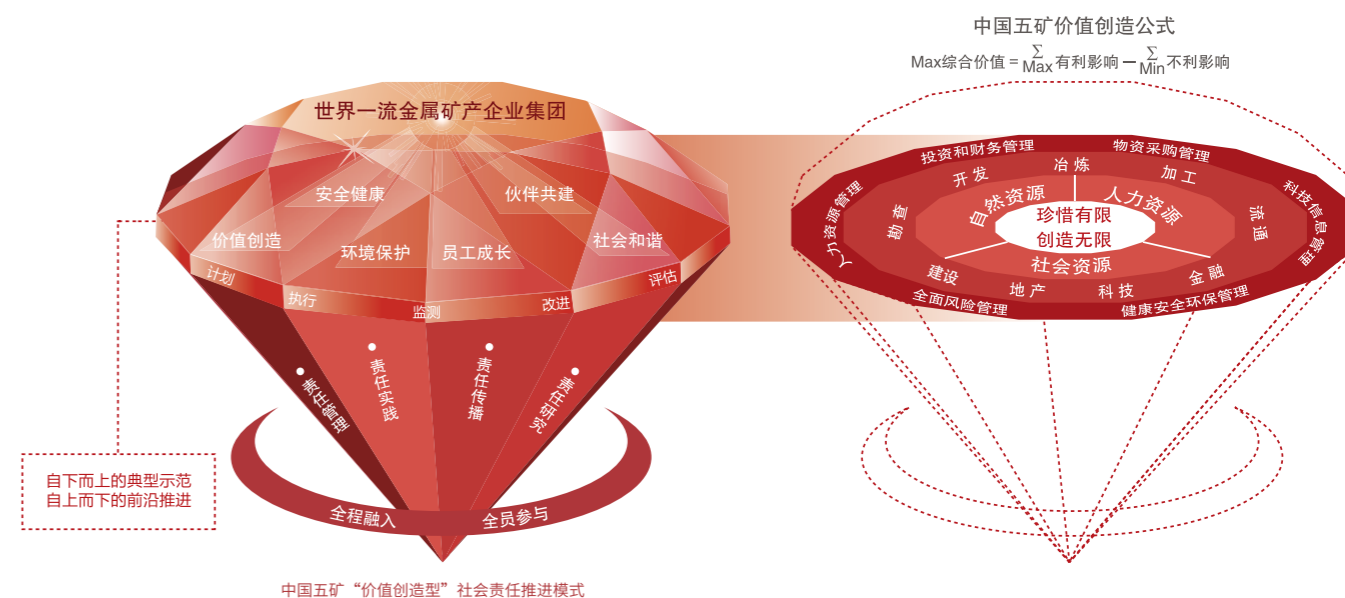 中国五矿价值创造公式
Max综合价值=∑Max有利影响—∑Min不利影响
世界一流金属矿产企业集团
安全健康
伙伴共建
价值创造
环境保护
员工成长
社会和谐
计划
执行
监测
改进
评估
责任管理
责任实践
责任传播
责任研究
全程融入
全员参与
自下而上的典型示范
自上而下的前沿推进
中国五矿“价值创造型”社会责任推进模式
投资和财务管理
物资采购管理
人力资源管理
科技信息管理
全面风险管理
健康安全环保管理
勘查
开发
冶炼
加工
流通
建设
地产
科技
金融
自然资源
人力资源
社会资源
珍惜有限
创造无限